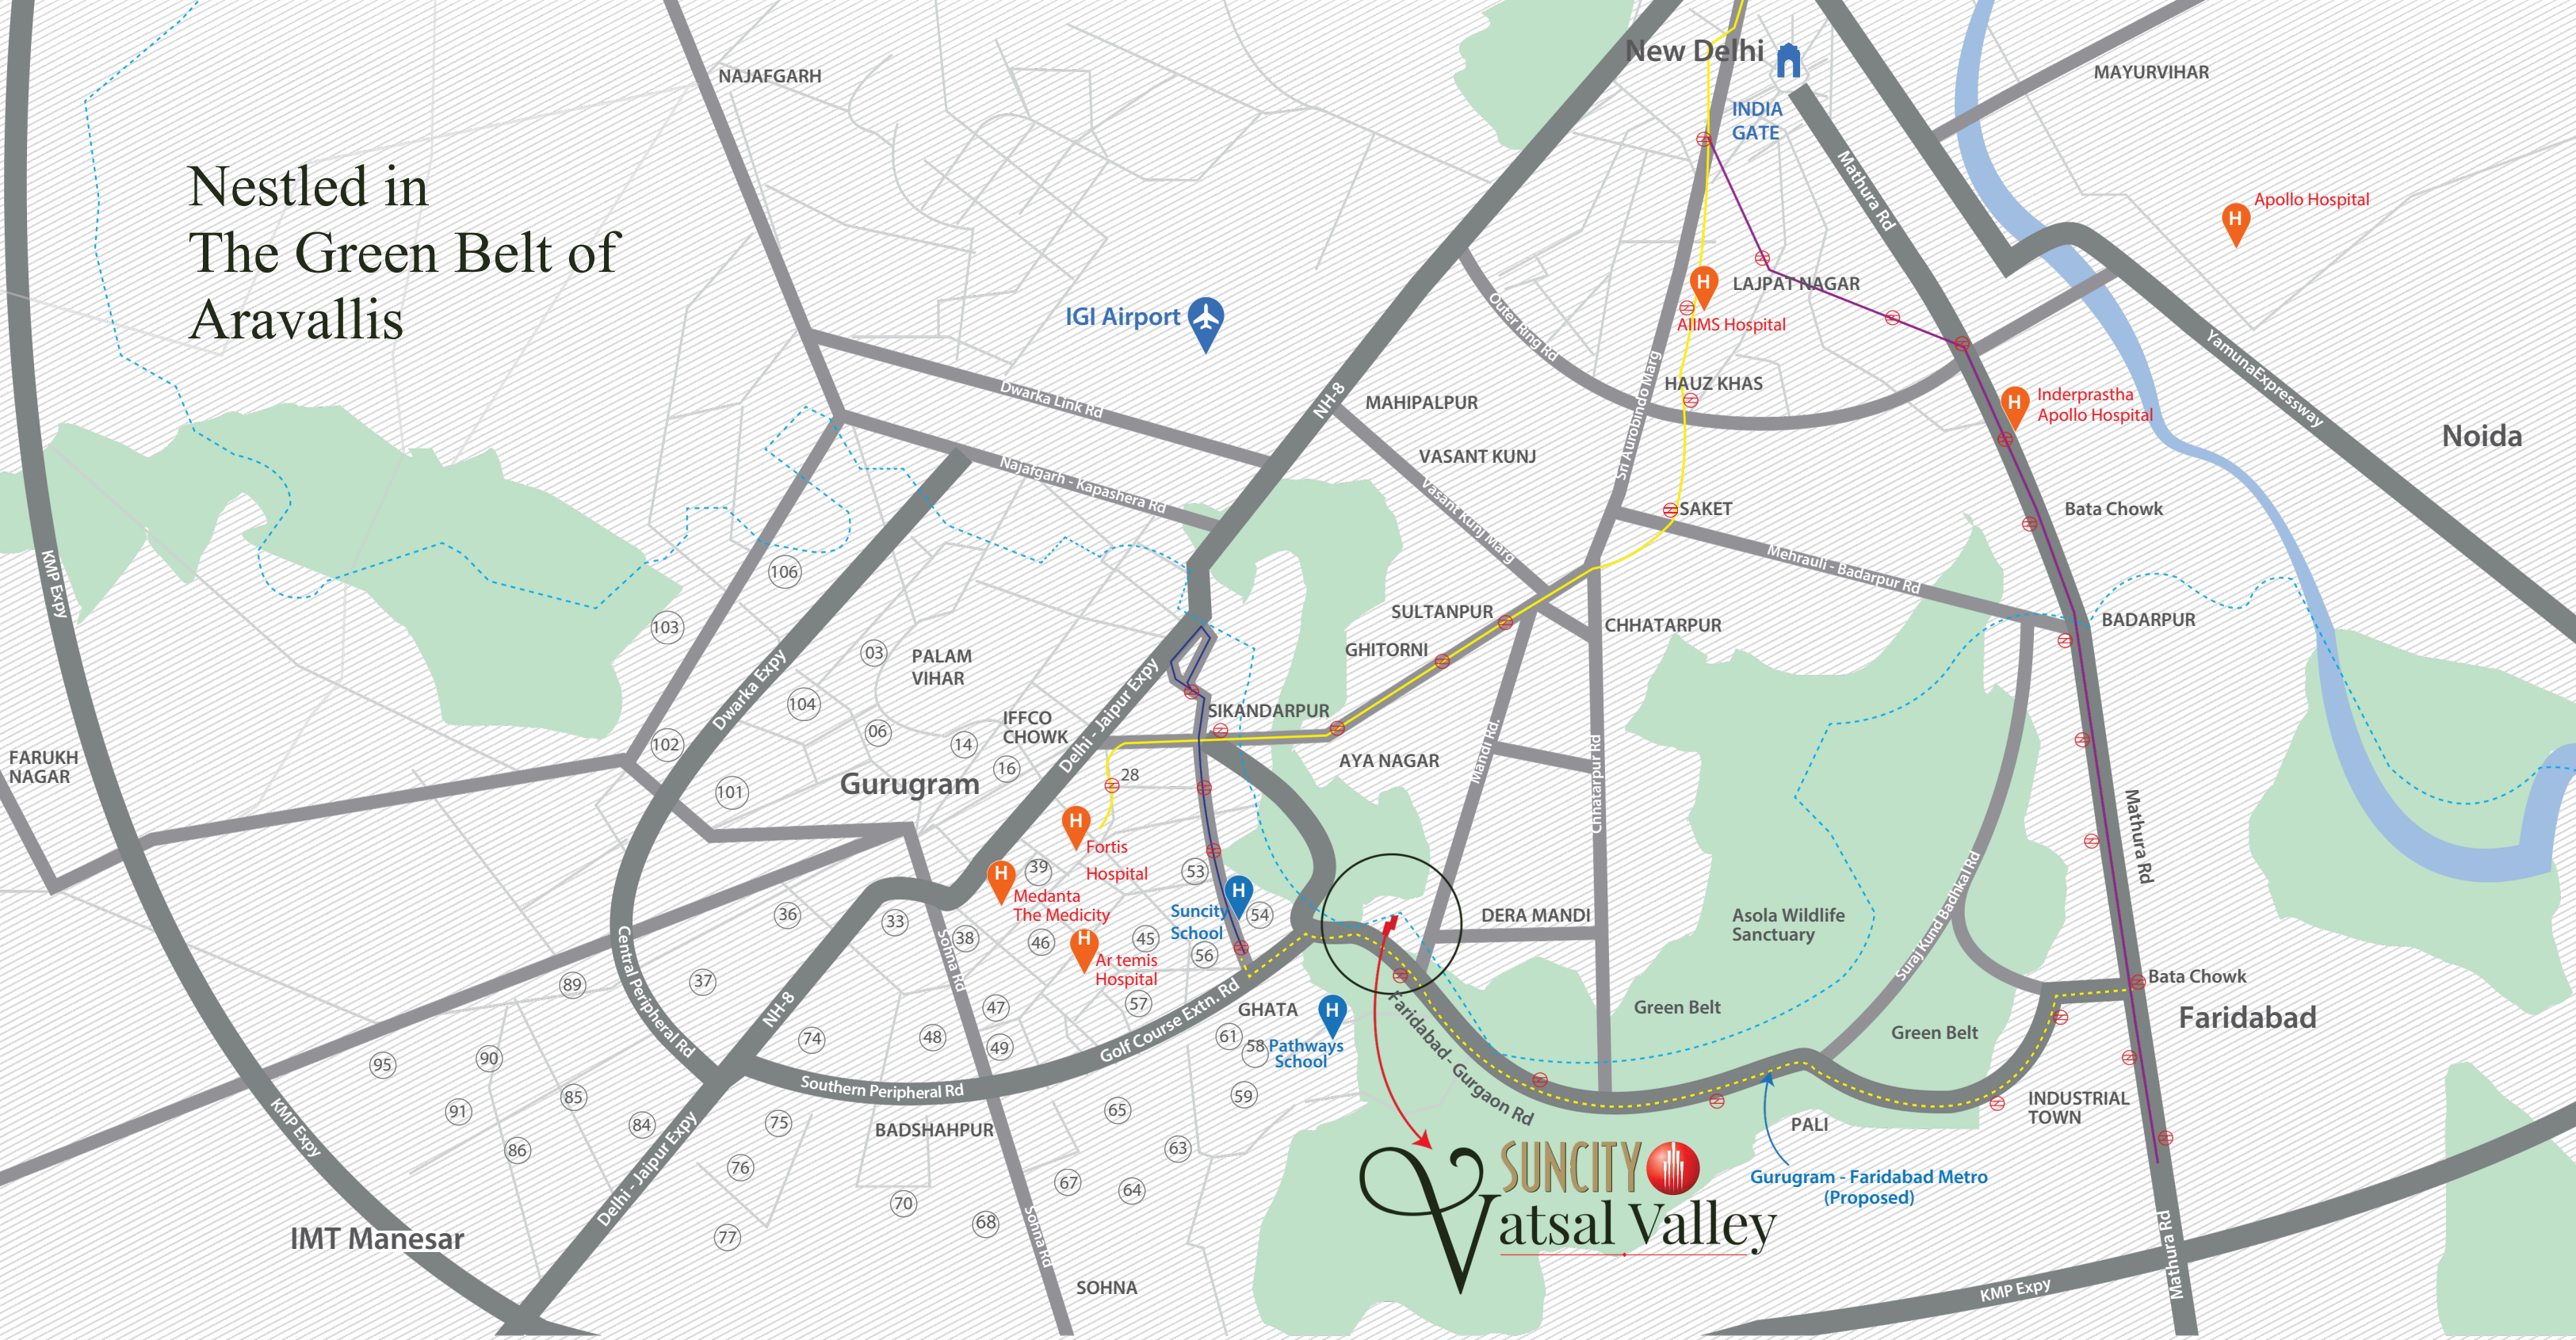 Nestled in
The Green Belt of
Aravallis
NAJAFGARH
New Delhi
INDIA
GATE
MAYURVIHAR
Mathura Rd
Apollo Hospital
H
IGI Airport
H
LAJPAT NAGAR
AIIMS Hospital
Outer Ring Rd
YamunaExpressway
Dwarka Link Rd
NH-8
MAHIPALPUR
Sri Aurobindo Marg
HAUZ KHAS
H
Inderprastha
Apollo Hospital
Noida
VASANT KUNJ
Najafgarh - Kapashera Rd
Vasant Kunj Marg
SAKET
Bata Chowk
Mehrauli - Badarpur Rd
KMP Expy
106
103
SULTANPUR
CHHATARPUR
BADARPUR
03
PALAM
VIHAR
GHITORNI
Dwarka Expy
104
Delhi - Jaipur Expy
SIKANDARPUR
IFFCO
CHOWK
06
14
102
16
28
FARUKH
NAGAR
AYA NAGAR
Mandi Rd.
Chhatarpur Rd
101
Gurugram
Mathura Rd
H
Fortis
Hospital
39
53
H
Medanta
The Medicity
H
Suncity
School
54
36
33
38
46
45
56
DERA MANDI
Asola Wildlife
Sanctuary
Suraj Kund Badhka Rd
H
Ar temis
Hospital
Sohna Rd
Central Peripheral Rd
89
37
NH-8
47
57
Golf Course Extn. Rd
GHATA
H
Pathways
School
Bata Chowk
Faridabad
Green Belt
Green Belt
74
48
49
61
58
95
90
Southern Peripheral Rd
Faridabad- Gurgaon Rd
91
85
84
75
65
59
BADSHAHPUR
KMP Expy
PALI
INDUSTRIAL
TOWN
86
76
63
Delhi - Jaipur Expy
67
64
70
68
77
Sohna Rd
SUNCITY
Vatsal Valley
Gurugram - Faridabad Metro
(Proposed)
IMT Manesar
SOHNA
Mathura Rd
KMP Expy